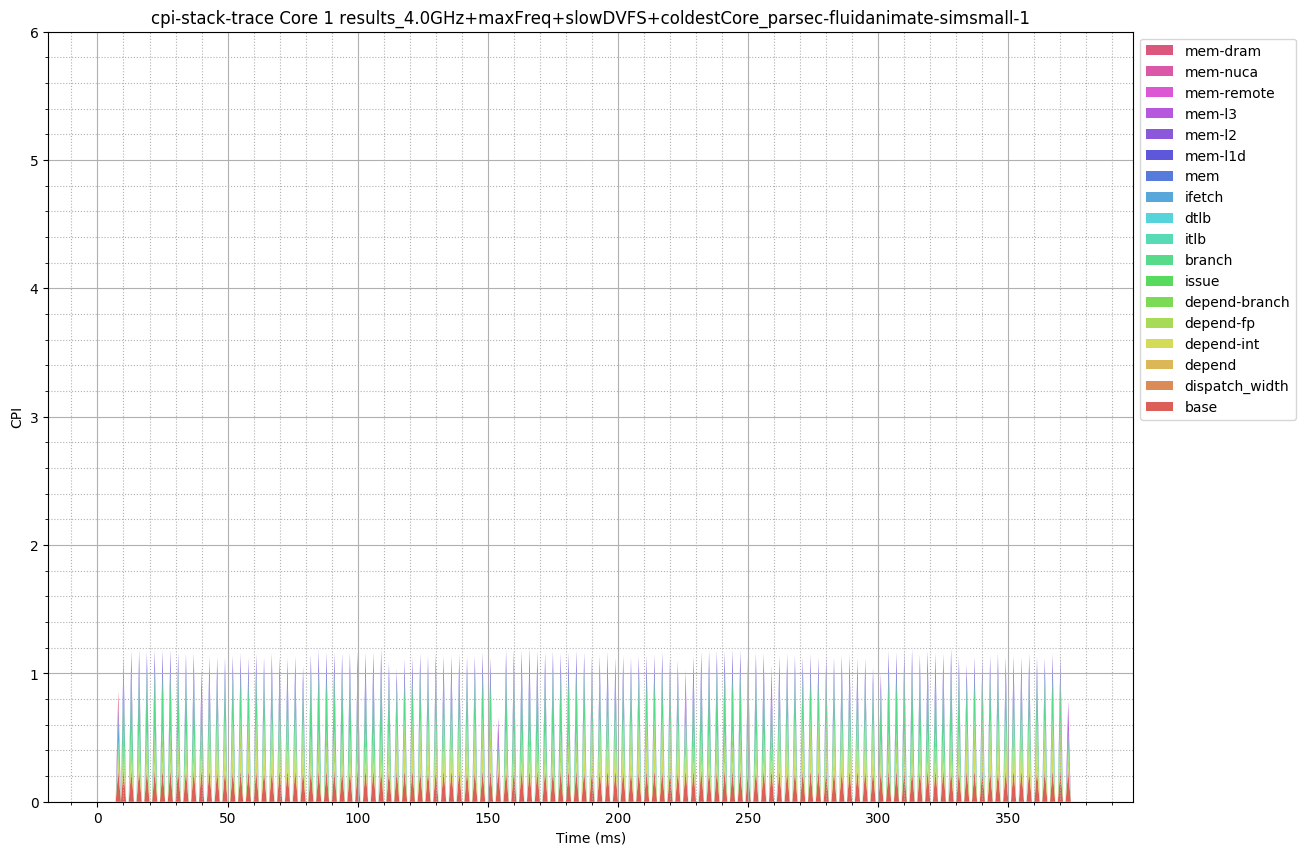 cpi-stack-trace Core 1 results_4.0GHz+maxFreq+slowDVFS+coldestCore_parsec-fluidanimate-simsmall-1
6
5
4
3
2
1
0
CPI
0
50
100
150
200
250
300
350
Time (ms)
mem-dram
mem-nuca
mem-remote
mem-l3
mem-l2
mem-l1d
mem
ifetch
dtlb
itlb
branch
issue
depend-branch
depend-fp
depend-int
depend
dispatch_width
base